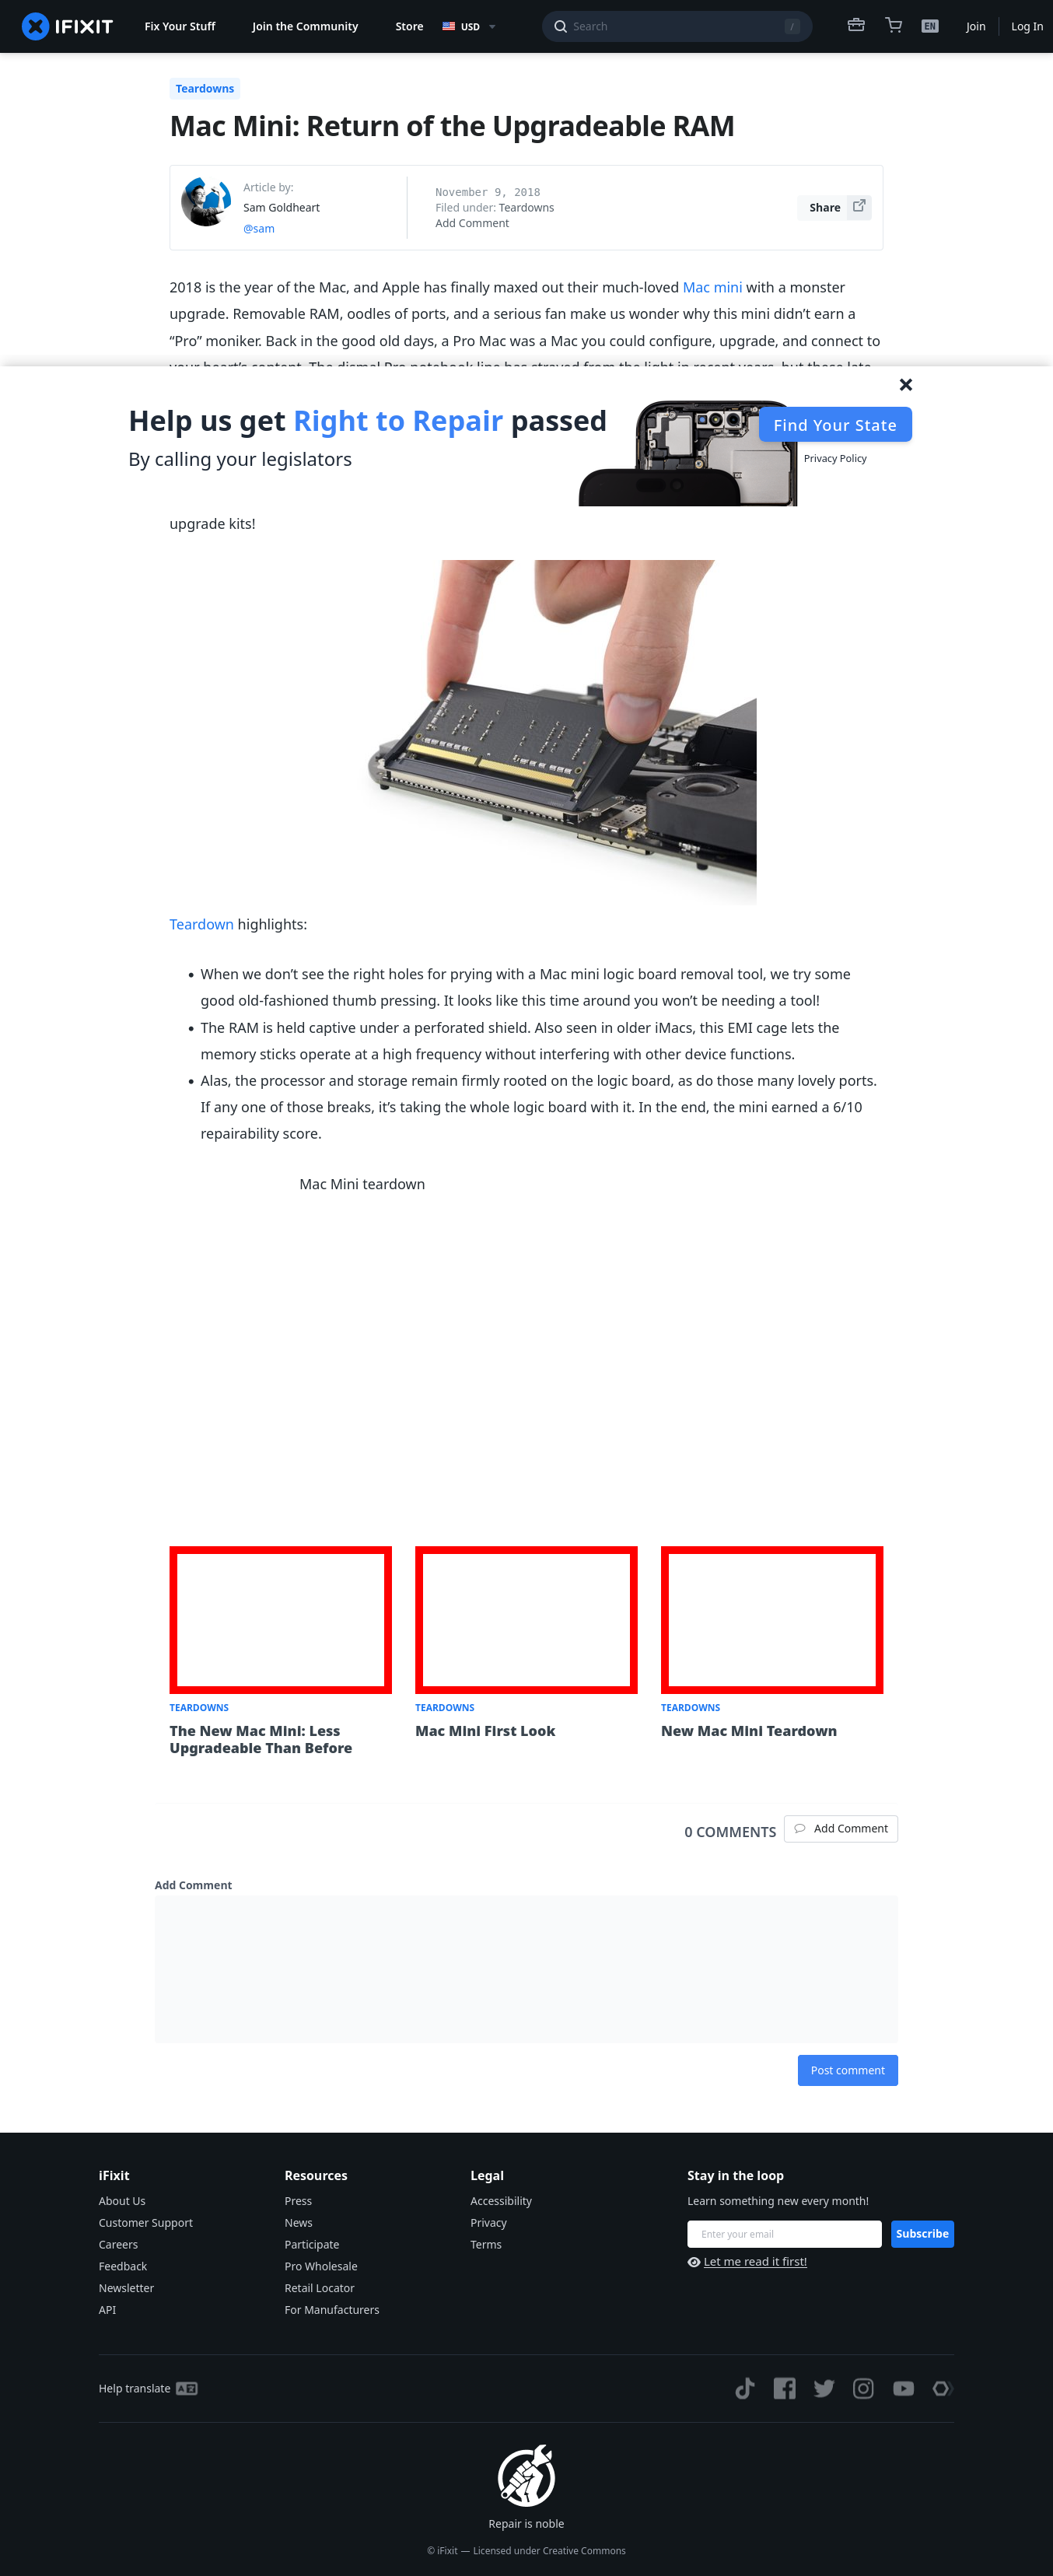 IFIXIT
Fix Your Stuff
Join the Community
Store
USD
Search
/
EN
Join
Log In
Teardowns
Mac Mini: Return of the Upgradeable RAM
Article by:
Sam Goldheart
@sam
November 9, 2018
Filed under: Teardowns
Add Comment
Share
2018 is the year of the Mac, and Apple has finally maxed out their much-loved Mac mini with a monster
upgrade. Removable RAM, oodles of ports, and a serious fan make us wonder why this mini didn’t earn a
“Pro” moniker. Back in the good old days, a Pro Mac was a Mac you could configure, upgrade, and connect to
Help us get Right to Repair passed
By calling your legislators
Find Your State
Privacy Policy
upgrade kits!
Teardown highlights:
When we don’t see the right holes for prying with a Mac mini logic board removal tool, we try some
good old-fashioned thumb pressing. It looks like this time around you won’t be needing a tool!
The RAM is held captive under a perforated shield. Also seen in older iMacs, this EMI cage lets the
memory sticks operate at a high frequency without interfering with other device functions.
Alas, the processor and storage remain firmly rooted on the logic board, as do those many lovely ports.
If any one of those breaks, it’s taking the whole logic board with it. In the end, the mini earned a 6/10
repairability score.
Mac Mini teardown
TEARDOWNS
The New Mac Mini: Less
Upgradeable Than Before
TEARDOWNS
Mac Mini First Look
TEARDOWNS
New Mac Mini Teardown
0 COMMENTS
Add Comment
Add Comment
Post comment
iFixit
About Us
Customer Support
Careers
Feedback
Newsletter
API
Resources
Press
News
Participate
Pro Wholesale
Retail Locator
For Manufacturers
Legal
Accessibility
Privacy
Terms
Stay in the loop
Learn something new every month!
Enter your email
Subscribe
Let me read it first!
Help translate
Repair is noble
© iFixit — Licensed under Creative Commons